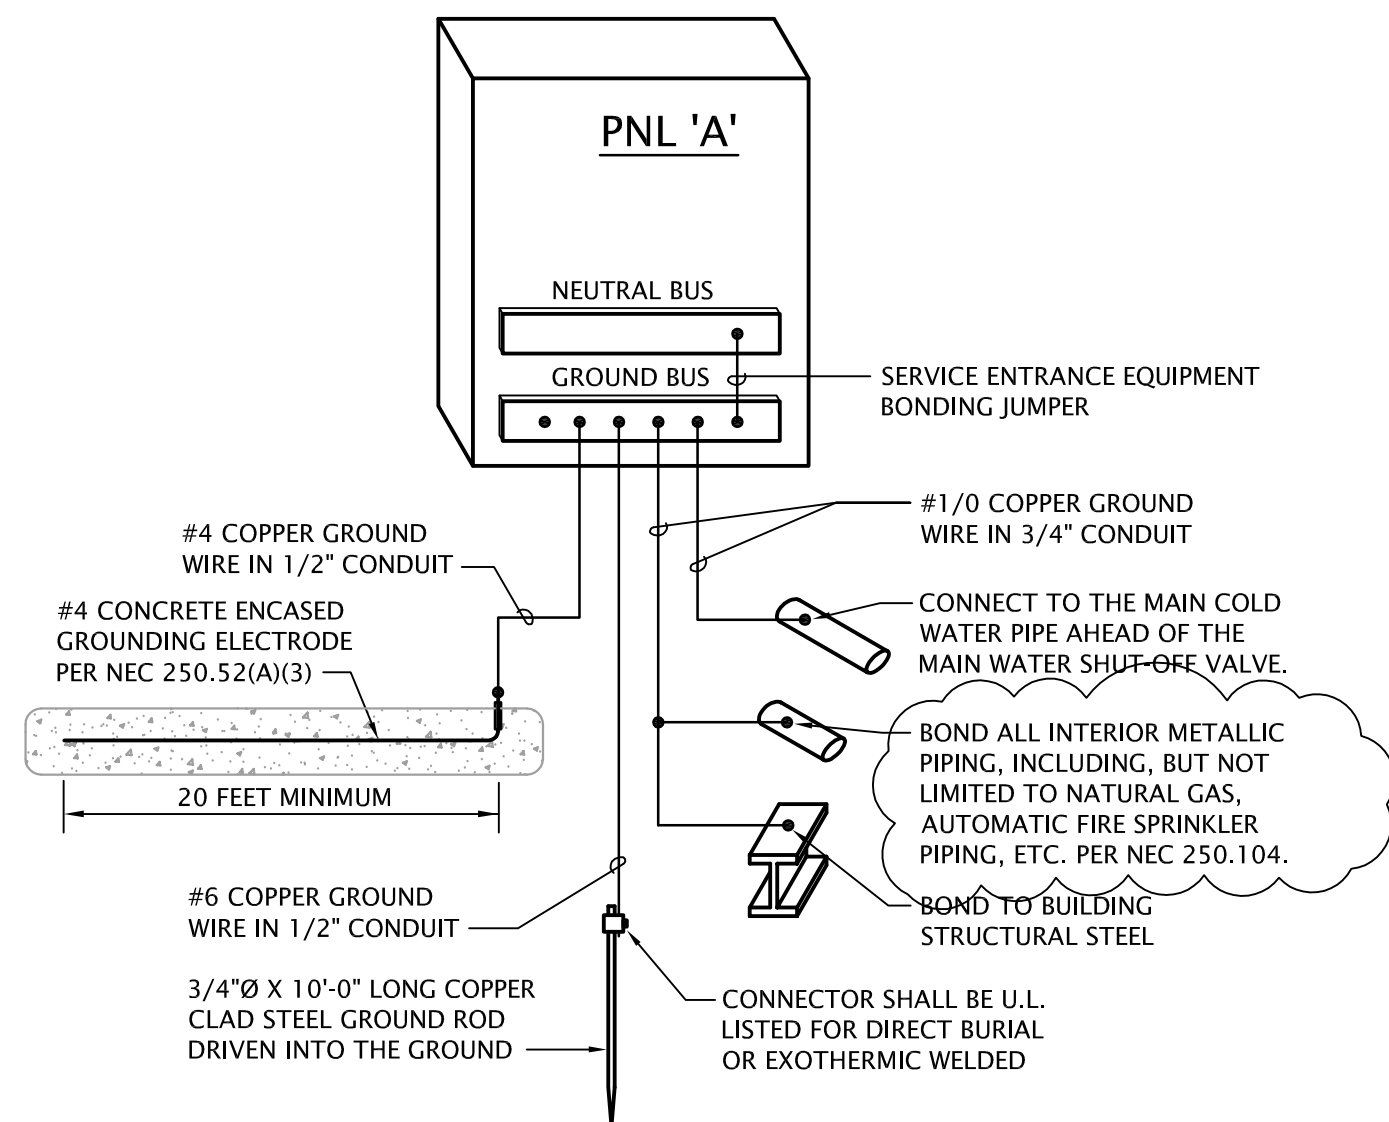 PNL 'A'
NEUTRAL BUS
GROUND BUS
SERVICE ENTRANCE EQUIPMENT
BONDING JUMPER
#4 COPPER GROUND
WIRE IN 1/2" CONDUIT
#1/0 COPPER GROUND
WIRE IN 3/4" CONDUIT
#4 CONCRETE ENCASED
GROUNDING ELECTRODE
PER NEC 250.52(A)(3)
CONNECT TO THE MAIN COLD
WATER PIPE AHEAD OF THE
MAIN WATER SHUT-OFF VALVE.
20 FEET MINIMUM
BOND ALL INTERIOR METALLIC
PIPING, INCLUDING, BUT NOT
LIMITED TO NATURAL GAS,
AUTOMATIC FIRE SPRINKLER
PIPING, ETC. PER NEC 250.104.
#6 COPPER GROUND
WIRE IN 1/2" CONDUIT
BOND TO BUILDING
STRUCTURAL STEEL
3/4"Ø X 10'-0" LONG COPPER
CLAD STEEL GROUND ROD
DRIVEN INTO THE GROUND
CONNECTOR SHALL BE U.L.
LISTED FOR DIRECT BURIAL
OR EXOTHERMIC WELDED